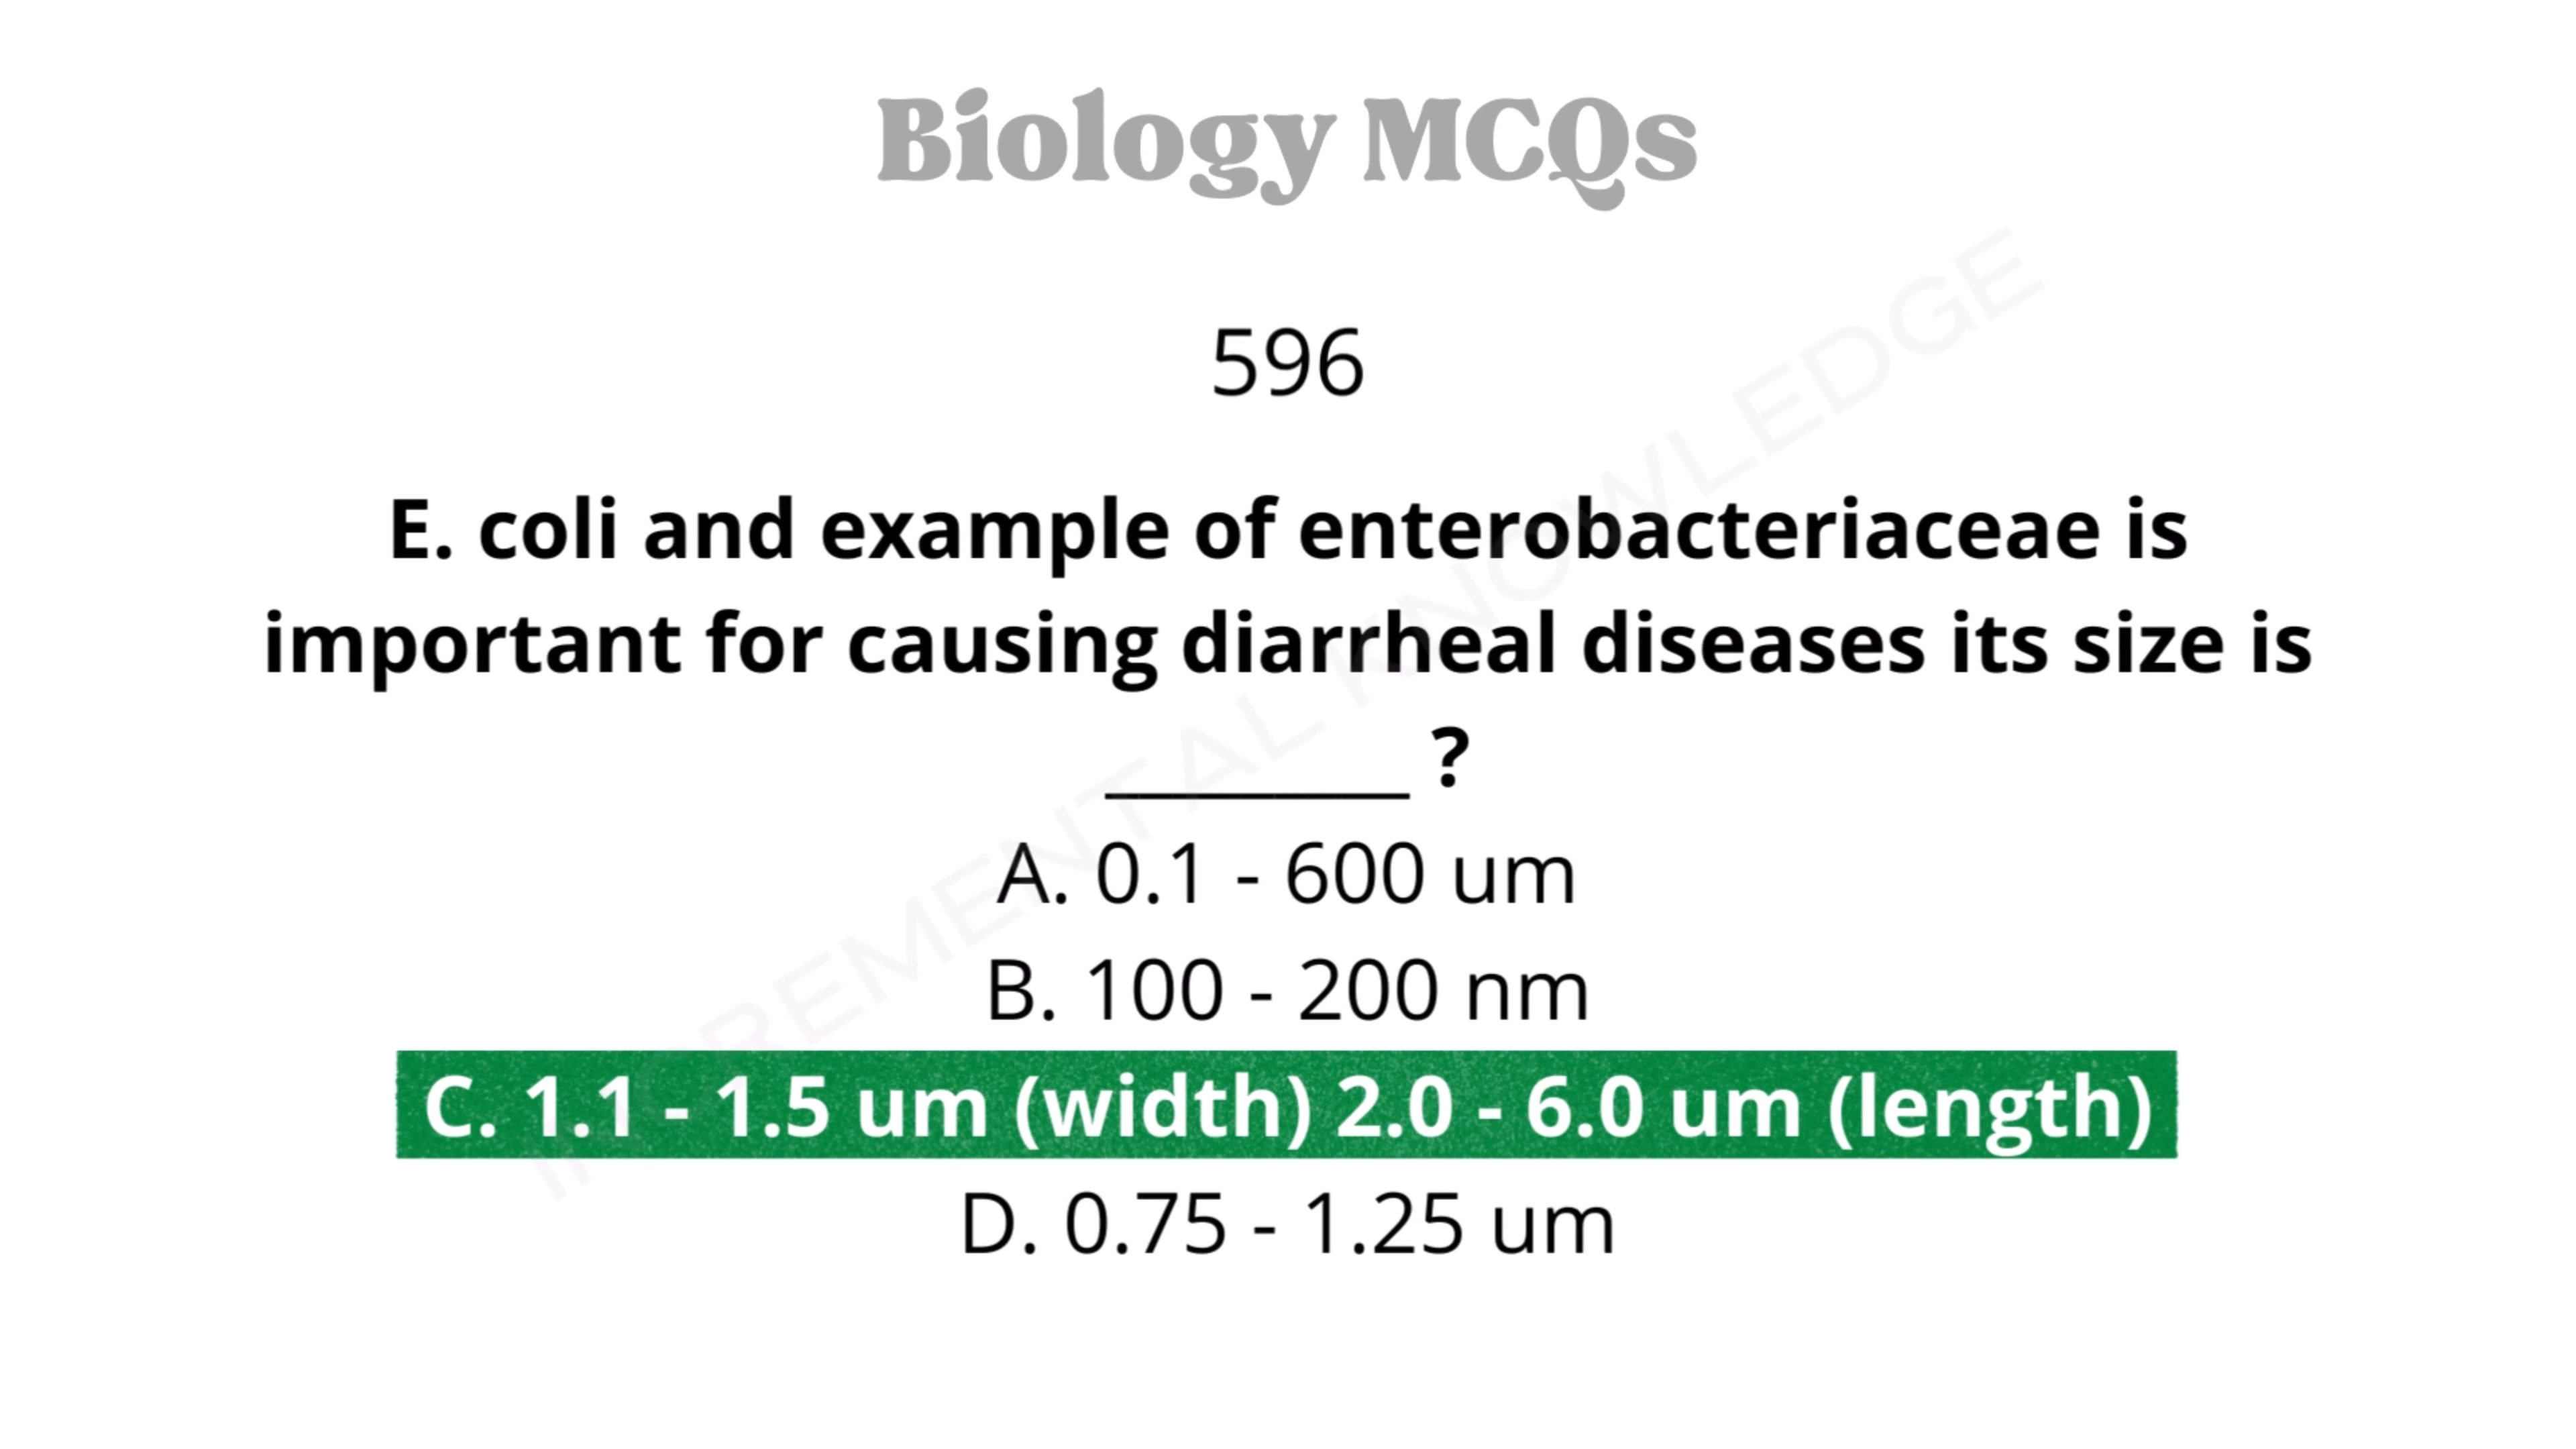 Biology MCQs
596
E. coli and example of enterobacteriaceae is
important for causing diarrheal diseases its size is
__________ ?
A. 0.1 - 600 um
B. 100 - 200 nm
C. 1.1 - 1.5 um (width) 2.0 - 6.0 um (length)
D. 0.75 - 1.25 um
KNOWLEDGE